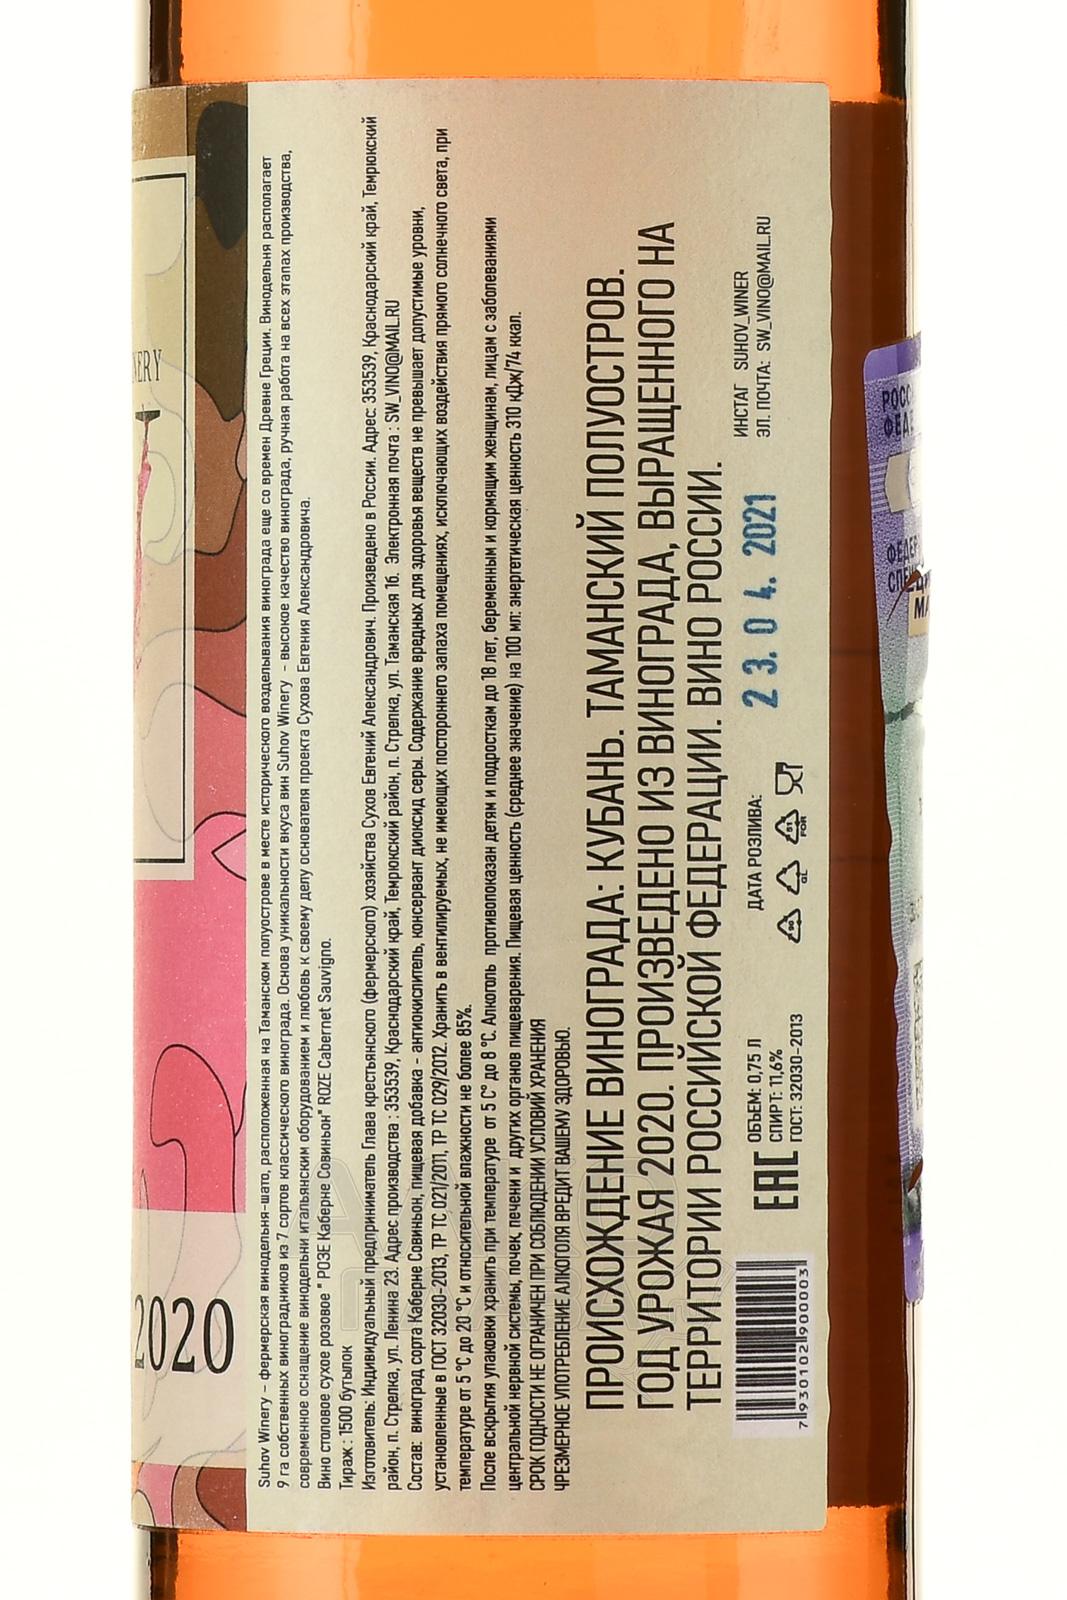 Suhov Winery – фермерская винодельня-шато, расположенная на Таманском полуострове в месте исторического возделывания винограда еще со времен Древне Греции. Винодельня располагает
9 га собственных виноградников из 7 сортов классического винограда. Основа уникальности вкуса вин Suhov Winery - высокое качество винограда, ручная работа на всех этапах производства,
современное оснащение винодельни итальянским оборудованием и любовь к своему делу основателя проекта Сухова Евгения Александровича.
Вино столовое сухое розовое " РОЗЕ Каберне Совиньон" ROZE Cabernet Sauvigno.
Тираж : 1500 бутылок
Изготовитель: Индивидуальный предприниматель Глава крестьянского (фермерского) хозяйства Сухов Евгений Александрович. Произведено в России. Адрес: 353539, Краснодарский край, Темрюкский
район, п. Стрелка, ул. Ленина 23. Адрес производства : 353539, Краснодарский край, Темрюкский район, п. Стрелка, ул. Таманская 16. Электронная почта : SW_VINO@MAIL.RU
Состав: виноград сорта Каберне Совиньон, пищевая добавка - антиокислитель, консервант диоксид серы. Содержание вредных для здоровья веществ не превышает допустимые уровни,
установленные в ГОСТ 32030-2013, ТР ТС 021/2011, ТР ТС 029/2012. Хранить в вентилируемых, не имеющих постороннего запаха помещениях, исключающих воздействия прямого солнечного света, при
температуре от 5 °С до 20 °С и относительной влажности не более 85%.
После вскрытия упаковки хранить при температуре от 5 С° до 8 °С. Алкоголь противопоказан детям и подросткам до 18 лет, беременным и кормящим женщинам, лицам с заболеваниями
центральной нервной системы, почек, печени и других органов пищеварения. Пищевая ценность (среднее значение) на 100 мл: энергетическая ценность 310 кДж/74 ккал.
СРОК ГОДНОСТИ НЕ ОГРАНИЧЕН ПРИ СОБЛЮДЕНИИ УСЛОВИЙ ХРАНЕНИЯ
ЧРЕЗМЕРНОЕ УПОТРЕБЛЕНИЕ АЛКОГОЛЯ ВРЕДИТ ВАШЕМУ ЗДОРОВЬЮ.
ПРОИСХОЖДЕНИЕ ВИНОГРАДА: КУБАНЬ. ТАМАНСКИЙ ПОЛУОСТРОВ.
ГОД УРОЖАЯ 2020. ПРОИЗВЕДЕНО ИЗ ВИНОГРАДА, ВЫРАЩЕННОГО НА
ТЕРРИТОРИИ РОССИЙСКОЙ ФЕДЕРАЦИИ. ВИНО РОССИИ.
7930102900003
EAC
ОБЪЕМ: 0,75 Л
СПИРТ: 11,6%
ГОСТ: 32030-2013
ДАТА РОЗЛИВА:
23.04.2021
ИНСТАГ SUHOV_WINER
ЭЛ. ПОЧТА: SW_VINO@MAIL.RU
2020